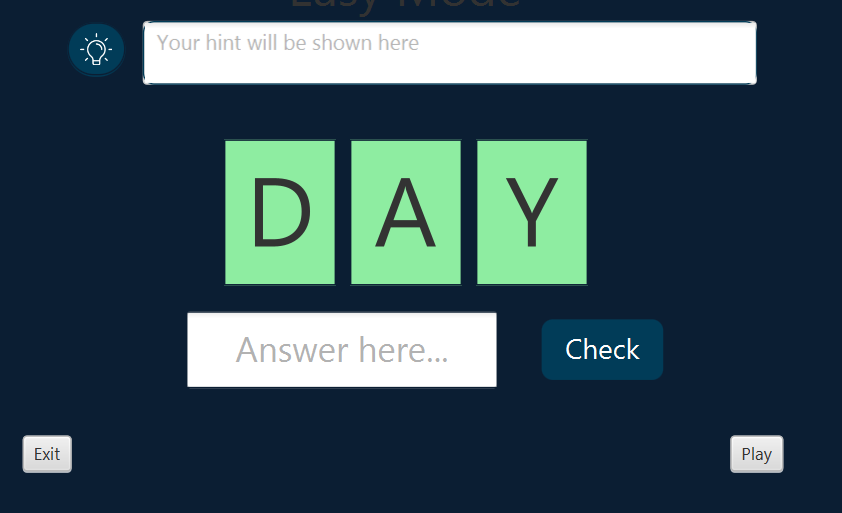 Easy Mode
Your hint will be shown here
D A Y
Answer here...
Check
Exit
Play